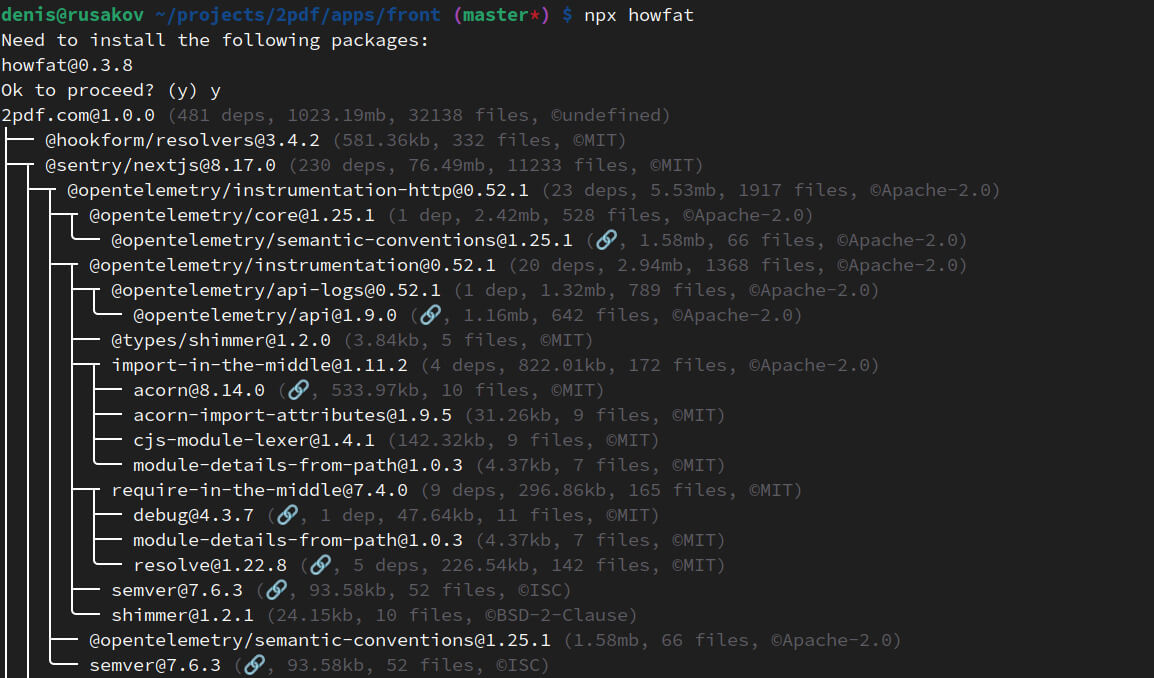 denis@rusakov ~/projects/2pdf/apps/front (master*) $ npx howfat
Need to install the following packages:
howfat@0.3.8
Ok to proceed? (y) y
2pdf.com@1.0.0 (481 deps, 1023.19mb, 32138 files, ©undefined)
@hookform/resolvers@3.4.2 (581.36kb, 332 files, ©MIT)
@sentry/nextjs@8.17.0 (230 deps, 76.49mb, 11233 files, ©MIT)
@opentelemetry/instrumentation-http@0.52.1 (23 deps, 5.53mb, 1917 files, ©Apache-2.0)
@opentelemetry/core@1.25.1 (1 dep, 2.42mb, 528 files, ©Apache-2.0)
@opentelemetry/semantic-conventions@1.25.1 (🔗, 1.58mb, 66 files, ©Apache-2.0)
@opentelemetry/instrumentation@0.52.1 (20 deps, 2.94mb, 1368 files, ©Apache-2.0)
@opentelemetry/api-logs@0.52.1 (1 dep, 1.32mb, 789 files, ©Apache-2.0)
@opentelemetry/api@1.9.0 (🔗, 1.16mb, 642 files, ©Apache-2.0)
@types/shimmer@1.2.0 (3.84kb, 5 files, ©MIT)
import-in-the-middle@1.11.2 (4 deps, 822.01kb, 172 files, ©Apache-2.0)
acorn@8.14.0 (🔗, 533.97kb, 10 files, ©MIT)
acorn-import-attributes@1.9.5 (31.26kb, 9 files, ©MIT)
cjs-module-lexer@1.4.1 (142.32kb, 9 files, ©MIT)
module-details-from-path@1.0.3 (4.37kb, 7 files, ©MIT)
require-in-the-middle@7.4.0 (9 deps, 296.86kb, 165 files, ©MIT)
debug@4.3.7 (🔗, 1 dep, 47.64kb, 11 files, ©MIT)
module-details-from-path@1.0.3 (4.37kb, 7 files, ©MIT)
resolve@1.22.8 (🔗, 5 deps, 226.54kb, 142 files, ©MIT)
semver@7.6.3 (🔗, 93.58kb, 52 files, ©ISC)
shimmer@1.2.1 (24.15kb, 10 files, ©BSD-2-Clause)
@opentelemetry/semantic-conventions@1.25.1 (1.58mb, 66 files, ©Apache-2.0)
semver@7.6.3 (🔗, 93.58kb, 52 files, ©ISC)